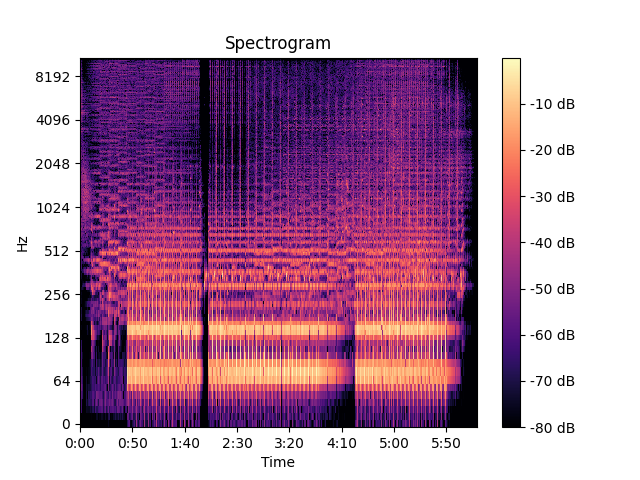 Spectrogram
8192
4096
2048
1024
512
256
128
64
0
Hz
0:00 0:50 1:40 2:30 3:20 4:10 5:00 5:50
Time
-10 dB
-20 dB
-30 dB
-40 dB
-50 dB
-60 dB
-70 dB
-80 dB